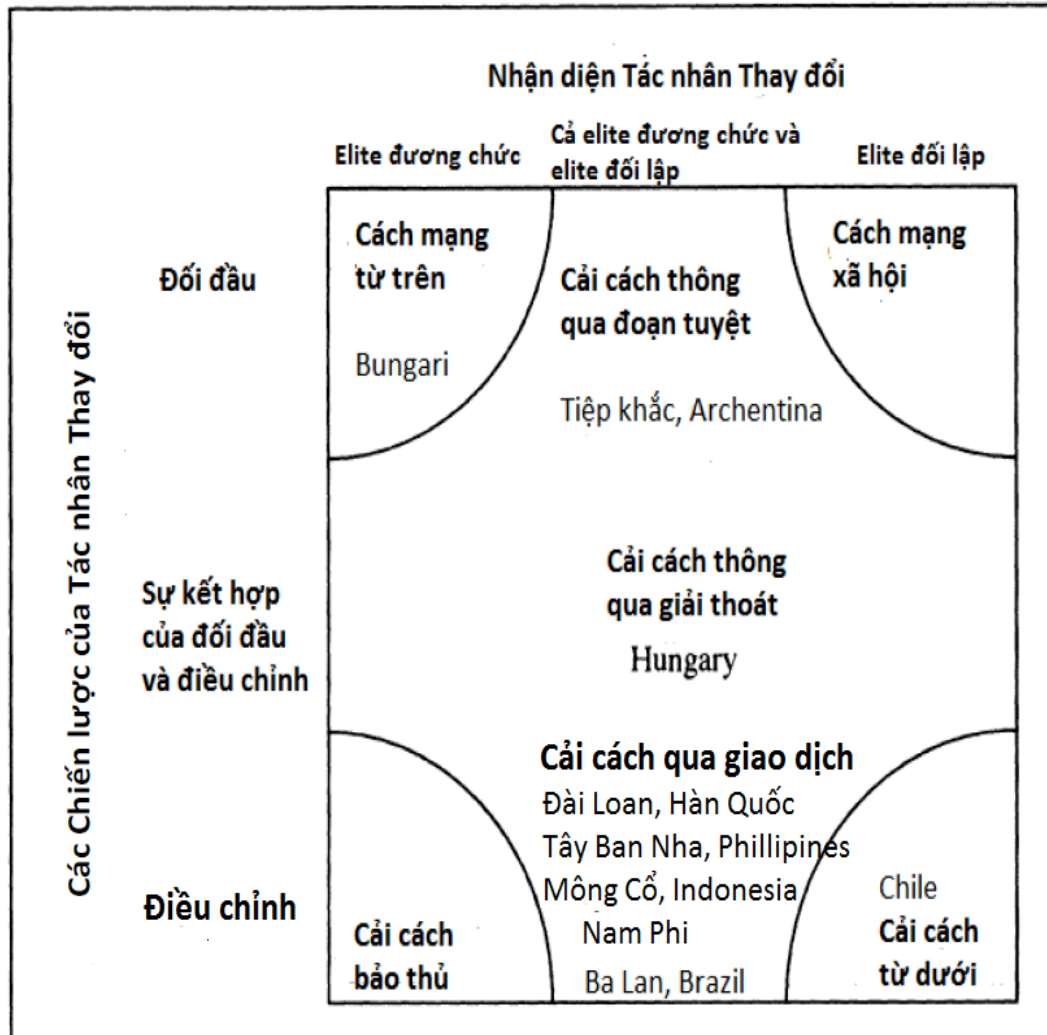 Nhận diện Tác nhân Thay đổi
Elite đương chức
Cả elite đương chức và
elite đối lập
Elite đối lập
Các Chiến lược của Tác nhân Thay đổi
Đối đầu
Cách mạng
từ trên
Bungari
Cải cách thông
qua đoạn tuyệt
Tiệp khắc, Archentina
Cách mạng
xã hội
Sự kết hợp
của đối đầu
và điều chỉnh
Cải cách thông
qua giải thoát
Hungary
Điều chỉnh
Cải cách
bảo thủ
Cải cách qua giao dịch
Đài Loan, Hàn Quốc
Tây Ban Nha, Phillipines
Mông Cổ, Indonesia
Nam Phi
Ba Lan, Brazil
Chile
Cải cách
từ dưới